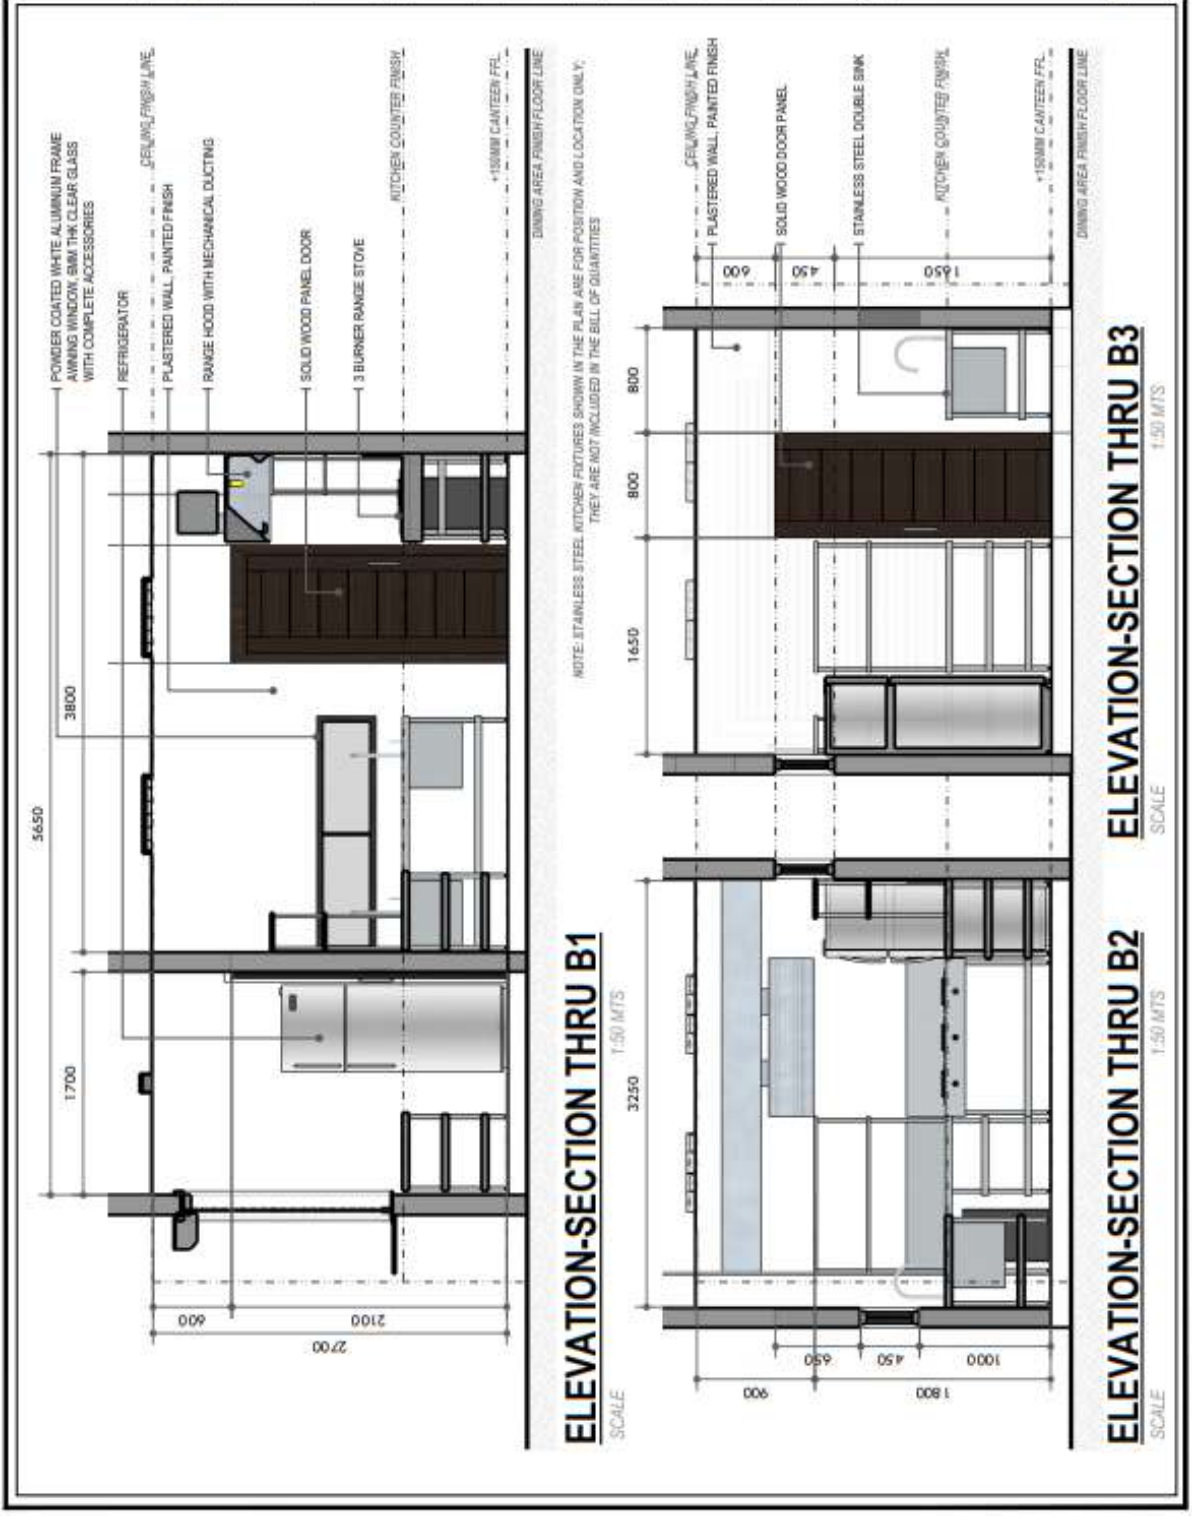 5650
1700
3800
600
2100
2700
POWDER COATED WHITE ALUMINUM FRAME
AWNING WINDOW, 6MM THK CLEAR GLASS
WITH COMPLETE ACCESSORIES
REFRIGERATOR
CEILING FINISH LINE
PLASTERED WALL, PAINTED FINISH
RANGE HOOD WITH MECHANICAL DUCTING
SOLID WOOD PANEL DOOR
3 BURNER RANGE STOVE
KITCHEN COUNTER FINISH
+150MM CANTEEN FFL
DINING AREA FINISH FLOOR LINE
ELEVATION-SECTION THRU B1
SCALE 1:50 MTS
NOTE: STAINLESS STEEL KITCHEN FIXTURES SHOWN IN THE PLAN ARE FOR POSITION AND LOCATION ONLY;
THEY ARE NOT INCLUDED IN THE BILL OF QUANTITIES
3250
900
1800
650
450
1000
ELEVATION-SECTION THRU B2
SCALE 1:50 MTS
1650
800
800
600
450
1650
CEILING FINISH LINE
PLASTERED WALL, PAINTED FINISH
SOLID WOOD DOOR PANEL
STAINLESS STEEL DOUBLE SINK
KITCHEN COUNTER FINISH
+150MM CANTEEN FFL
DINING AREA FINISH FLOOR LINE
ELEVATION-SECTION THRU B3
SCALE 1:50 MTS